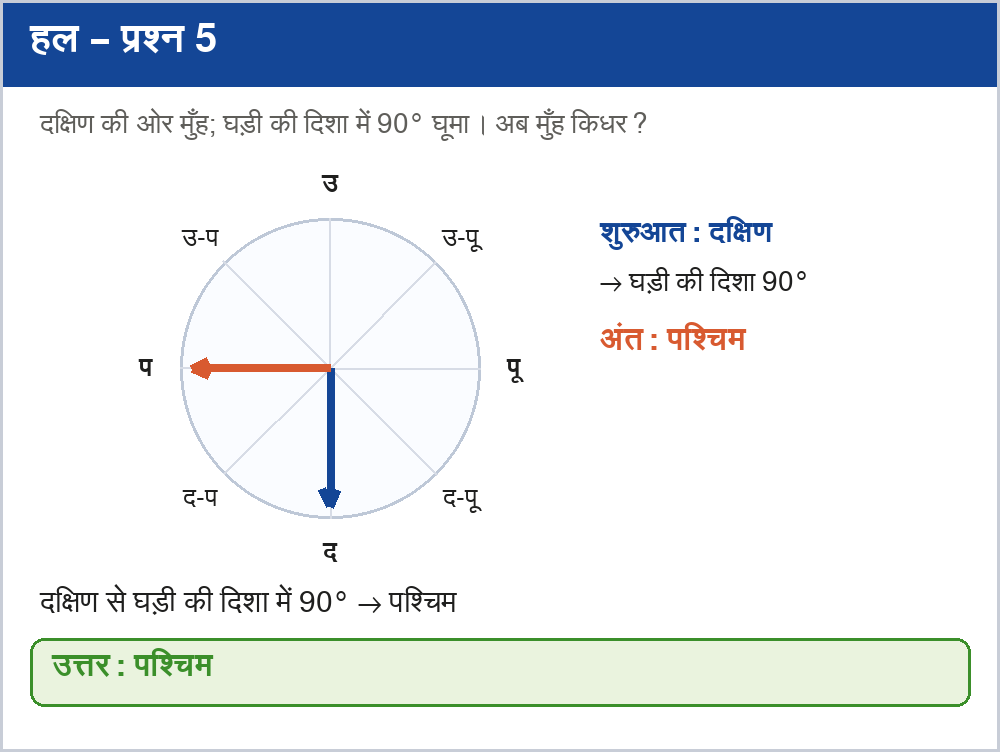 हल – प्रश्न 5
दक्षिण की ओर मुँह; घड़ी की दिशा में 90° घूमा । अब मुँह किधर ?
उ
उ-प
उ-पू
प
पू
द-प
द-पू
द
शुरुआत : दक्षिण
→ घड़ी की दिशा 90°
अंत : पश्चिम
दक्षिण से घड़ी की दिशा में 90° → पश्चिम
उत्तर : पश्चिम